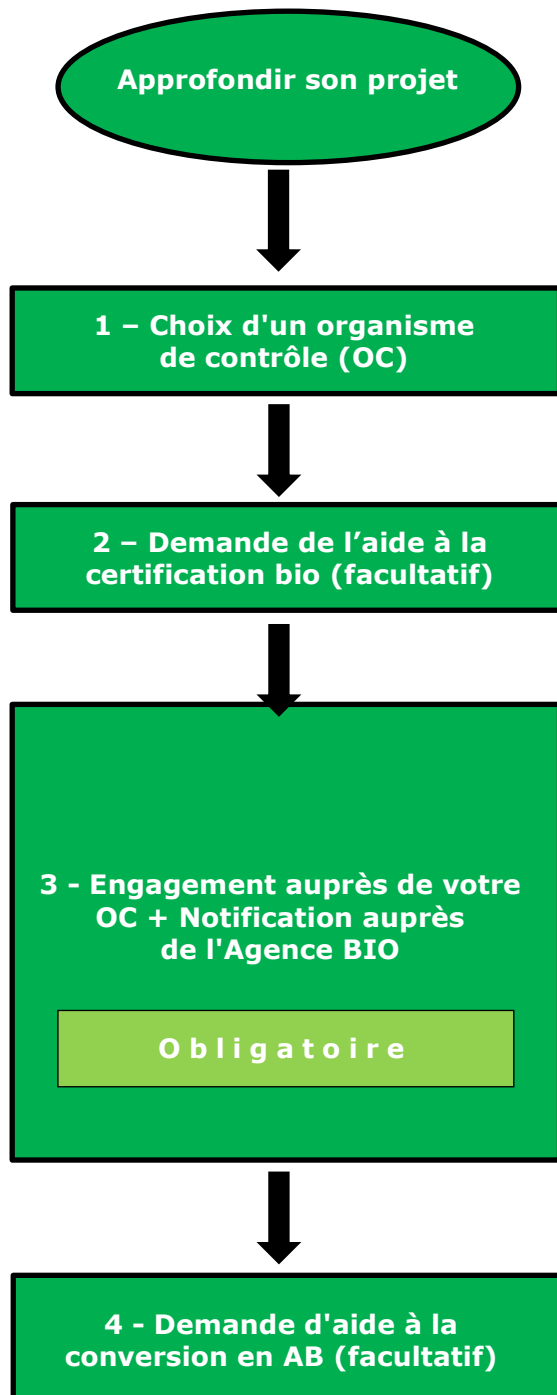 Approfondir son projet
1 – Choix d'un organisme
de contrôle (OC)
2 – Demande de l’aide à la
certification bio (facultatif)
3 - Engagement auprès de votre
OC + Notification auprès
de l'Agence BIO
Obligatoire
4 - Demande d'aide à la
conversion en AB (facultatif)